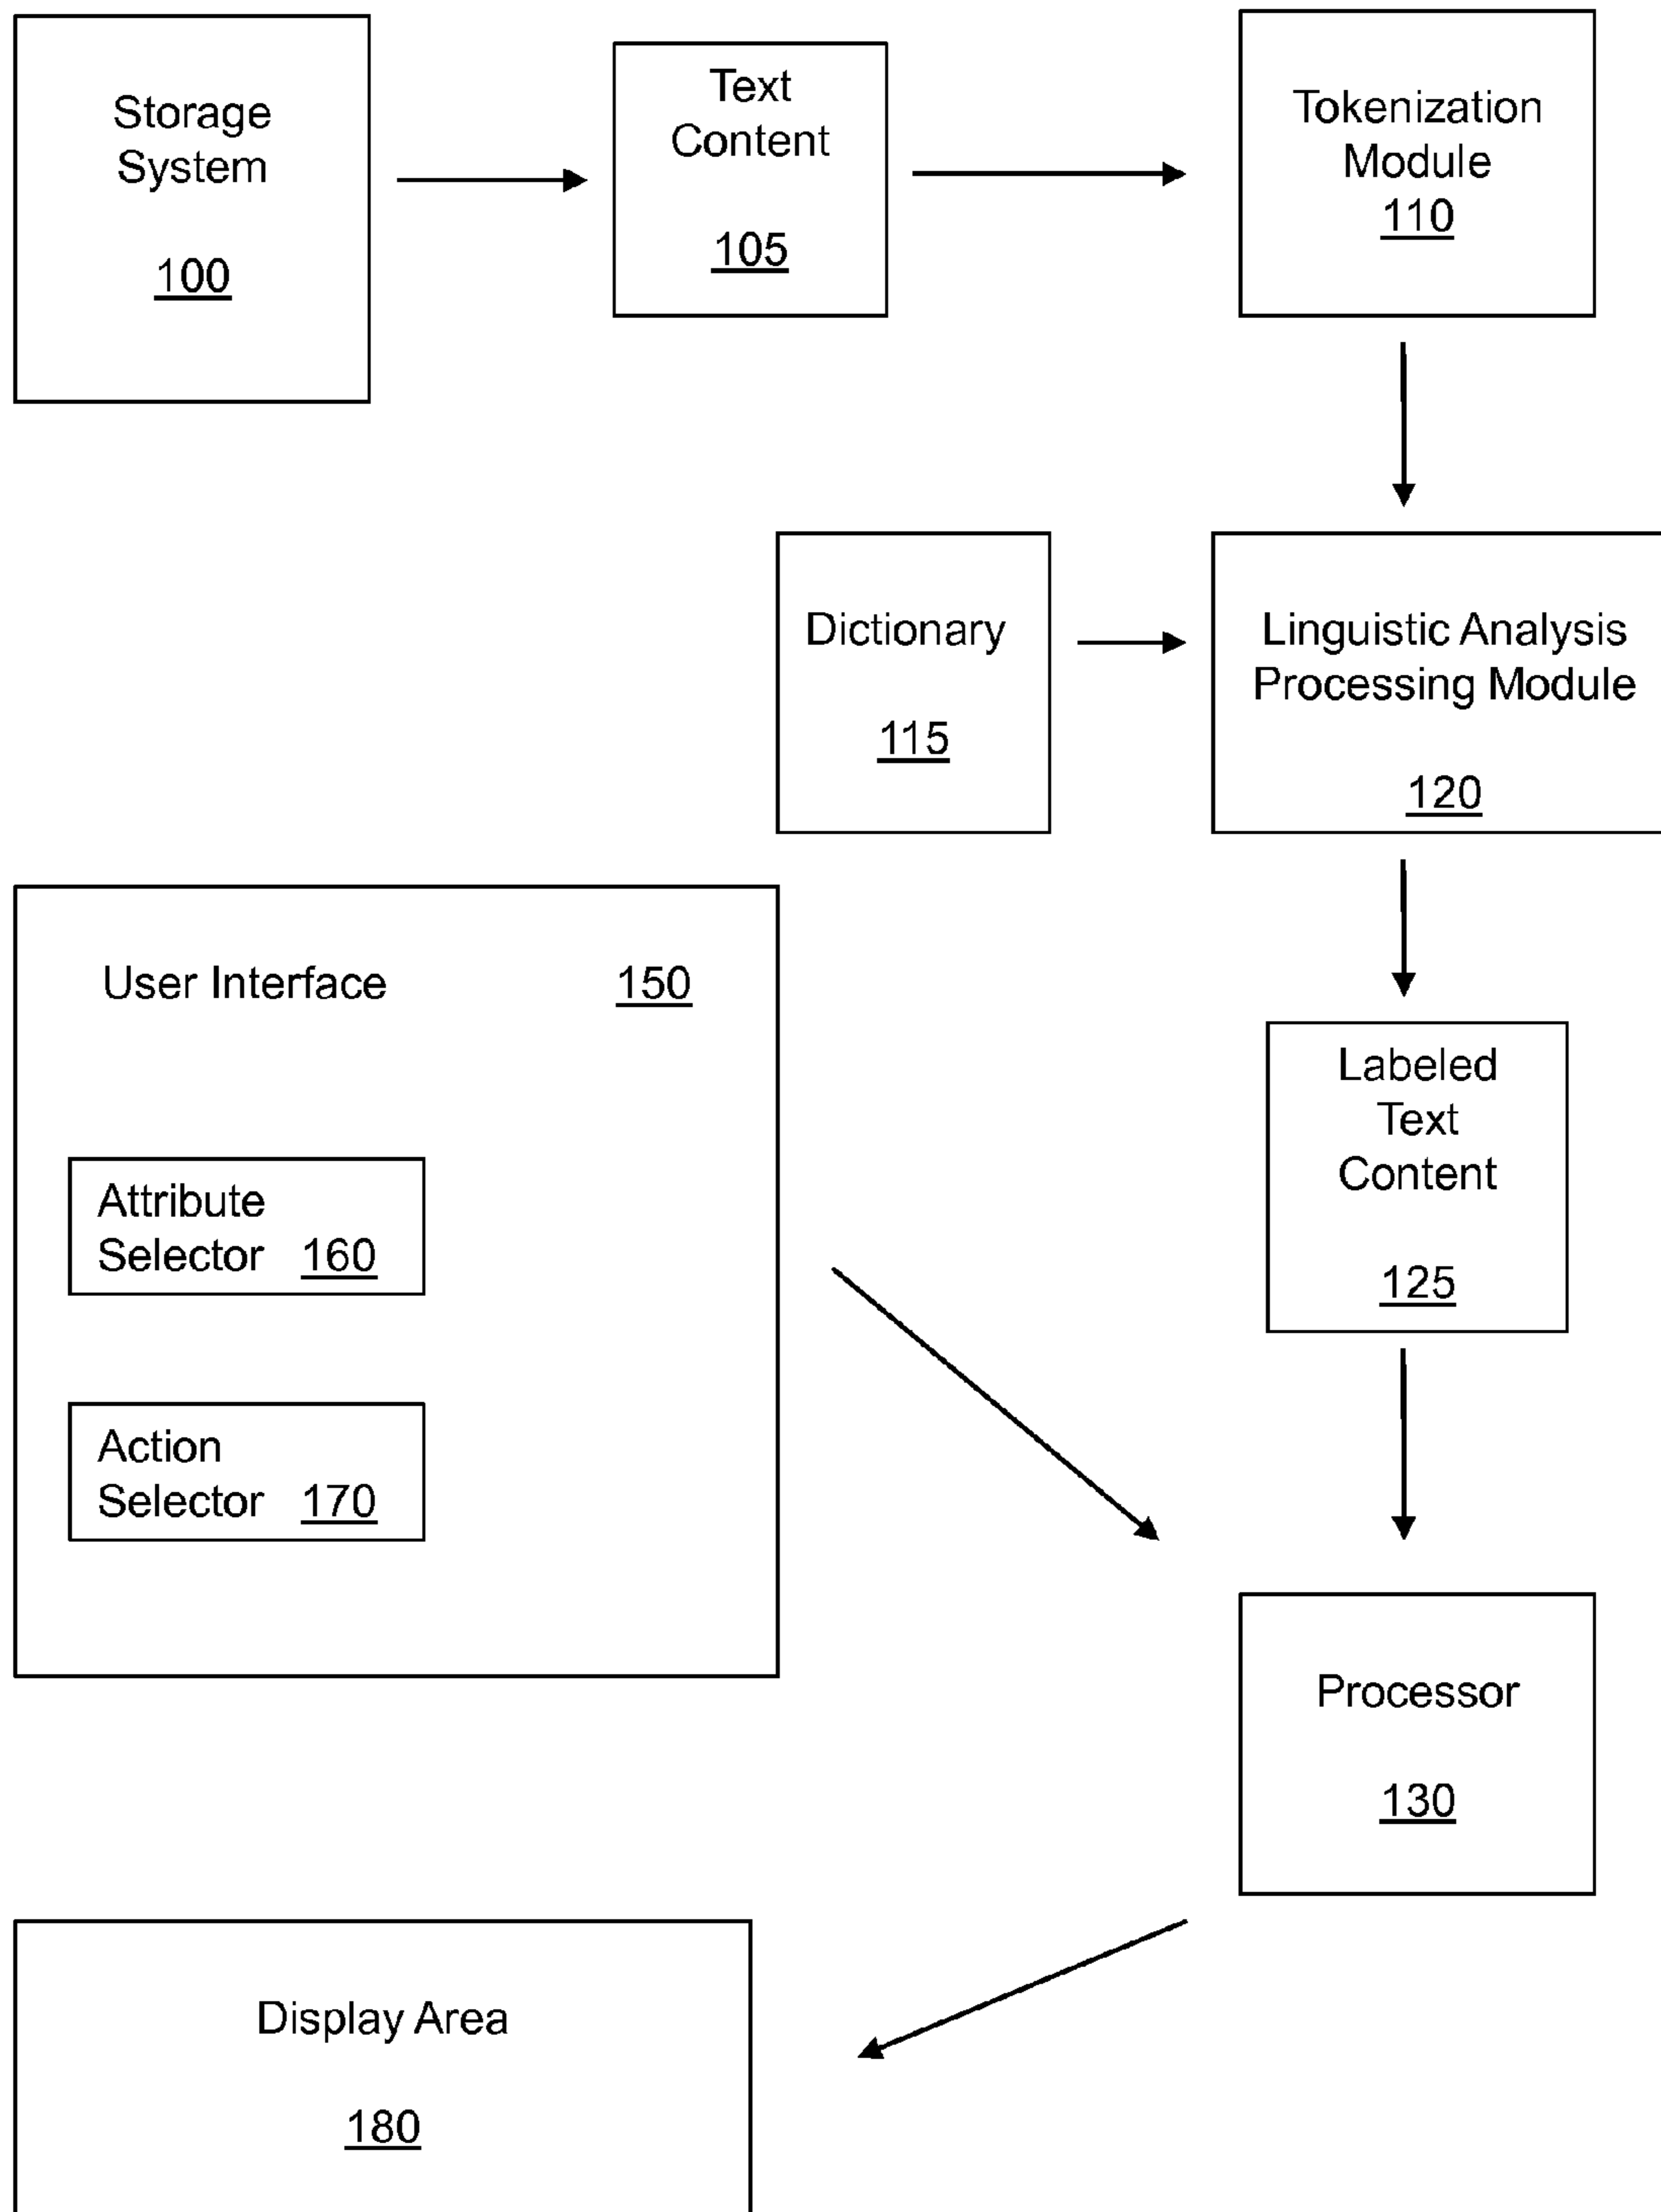 Storage
System
100
Text
Content
105
Tokenization
Module
110
Dictionary
115
Linguistic Analysis
Processing Module
120
User Interface 150
Attribute
Selector 160
Action
Selector 170
Labeled
Text
Content
125
Processor
130
Display Area
180